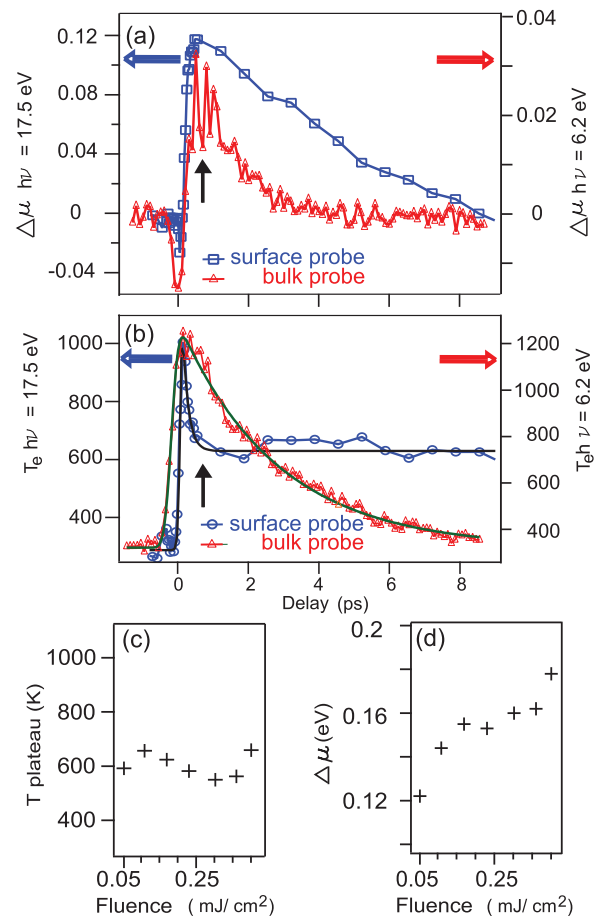 (a)
0.12
0.08
0.04
0
-0.04
Δμ hν = 17.5 eV
0.04
0.02
0
Δμ hν = 6.2 eV
surface probe
bulk probe
(b)
1000
800
600
400
Te hν = 17.5 eV
1200
1000
800
600
400
Teh ν = 6.2 eV
surface probe
bulk probe
0 2 4 6 8
Delay (ps)
(c)
1000
800
600
400
T plateau (K)
0.05 0.25
Fluence (mJ/cm²)
(d)
0.2
0.16
0.12
Δμ(eV)
0.05 0.25
Fluence (mJ/cm²)